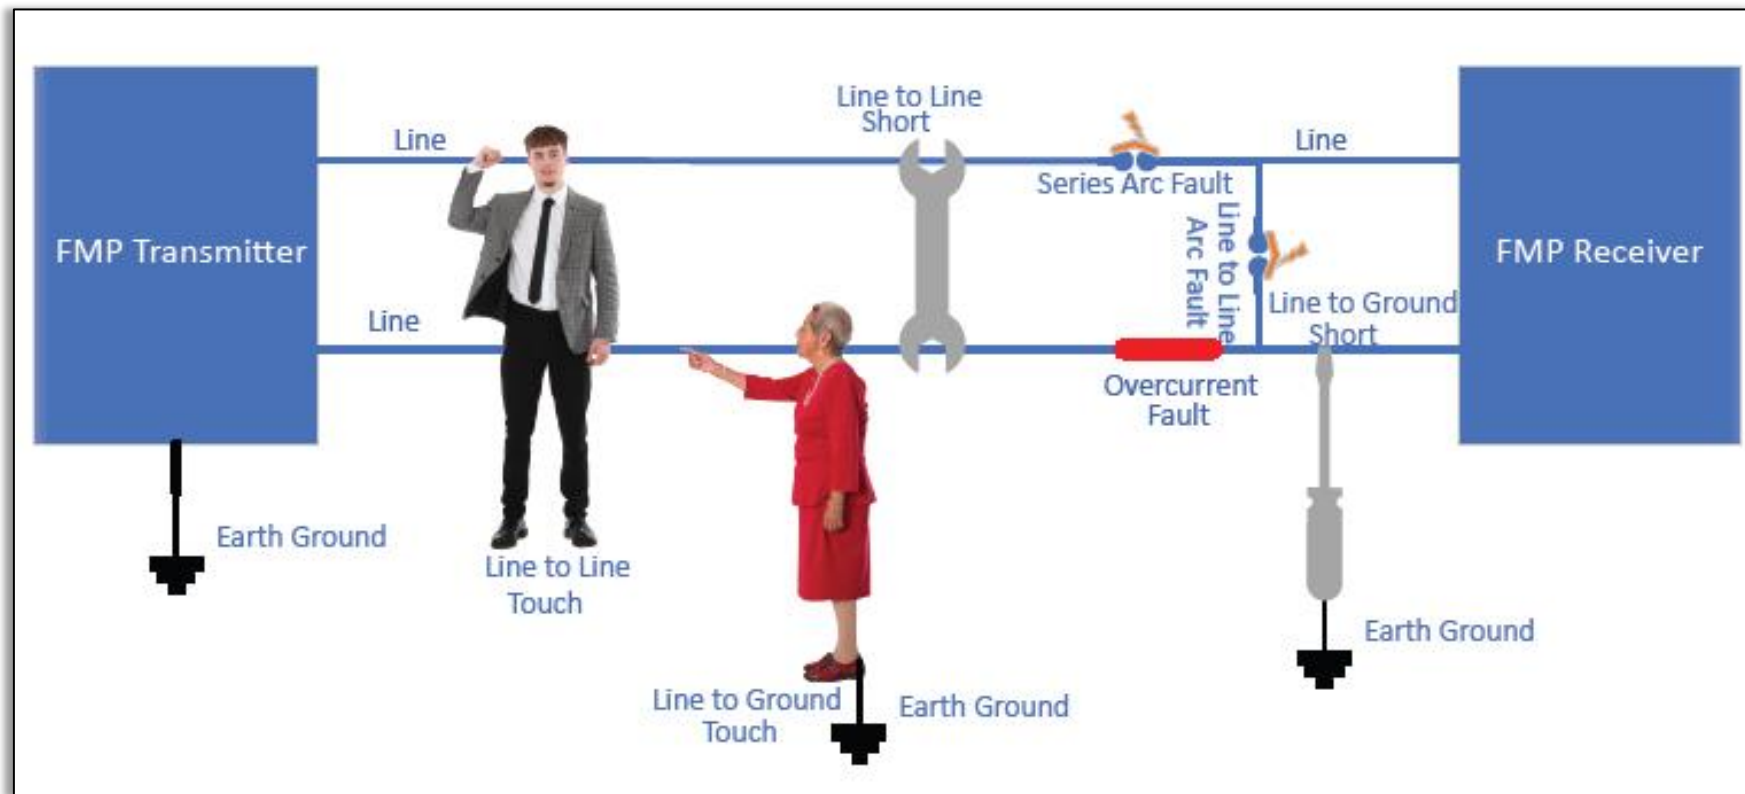 Line to Line
Short
Line
Line
Series Arc Fault
FMP Transmitter
Line to Line
Arc Fault
FMP Receiver
Line to Ground
Short
Line
Overcurrent
Fault
Earth Ground
Line to Line
Touch
Earth Ground
Line to Ground
Touch
Earth Ground